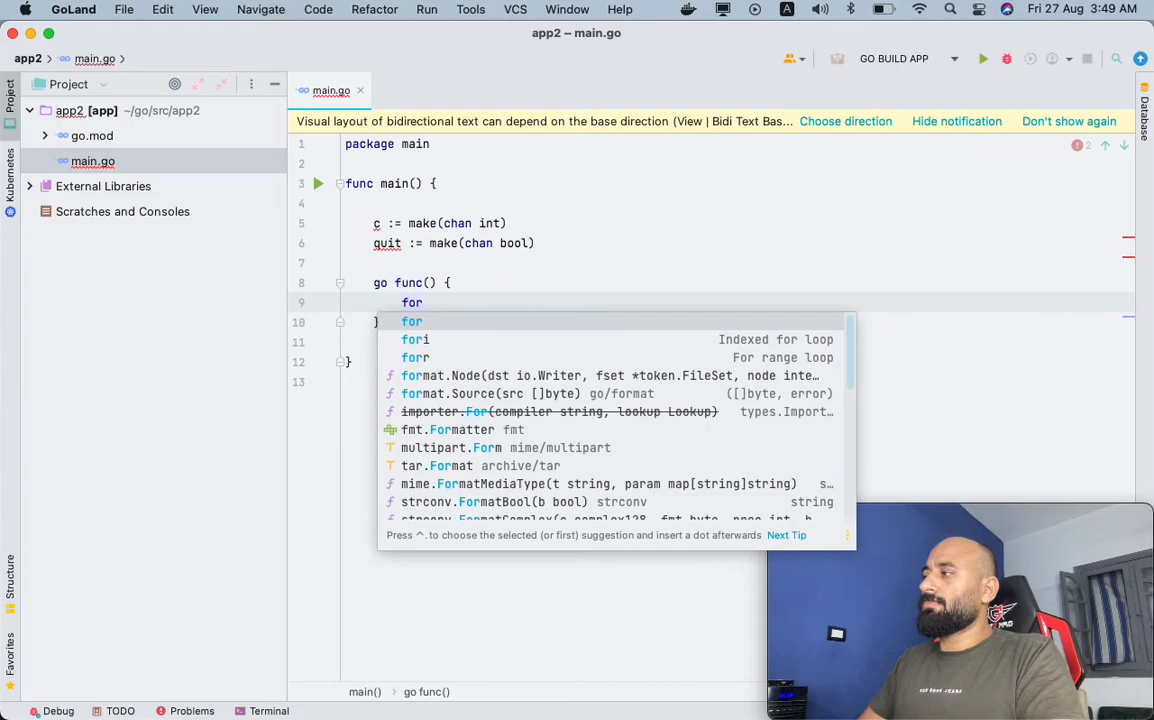 GoLand File Edit View Navigate Code Refactor Run Tools VCS Window Help A Fri 27 Aug 3:49 AM
app2 – main.go
app2 main.go GO BUILD APP
Project
main.go
Visual layout of bidirectional text can depend on the base direction (View | Bidi Text Bas... Choose direction Hide notification Don't show again
app2 [app] ~/go/src/app2
go.mod
main.go
External Libraries
Scratches and Consoles
Project
Kubernetes
Structure
Favorites
Database
1 package main
2
2
3 func main() {
4
5 c := make(chan int)
6 quit := make(chan bool)
7
8 go func() {
9 for
10 }
11
12 }
13
for
fori Indexed for loop
forr For range loop
f format.Node(dst io.Writer, fset *token.FileSet, node inte...
f format.Source(src []byte) go/format ([]byte, error)
f importer.For(compiler string, lookup Lookup) types.Import...
fmt.Formatter fmt
T multipart.Form mime/multipart
T tar.Format archive/tar
f mime.FormatMediaType(t string, param map[string]string) s...
f strconv.FormatBool(b bool) strconv string
Press ^. to choose the selected (or first) suggestion and insert a dot afterwards Next Tip
main() go func()
Debug TODO Problems Terminal